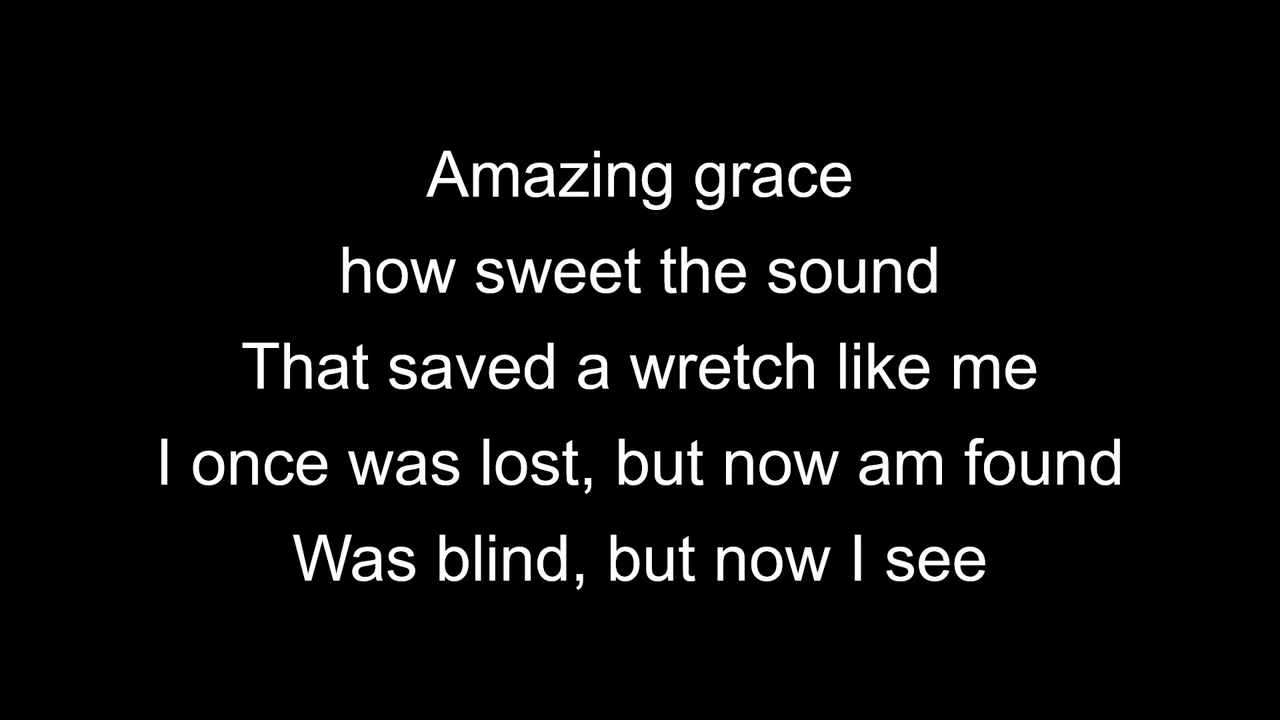 Amazing grace
how sweet the sound
That saved a wretch like me
I once was lost, but now am found
Was blind, but now I see